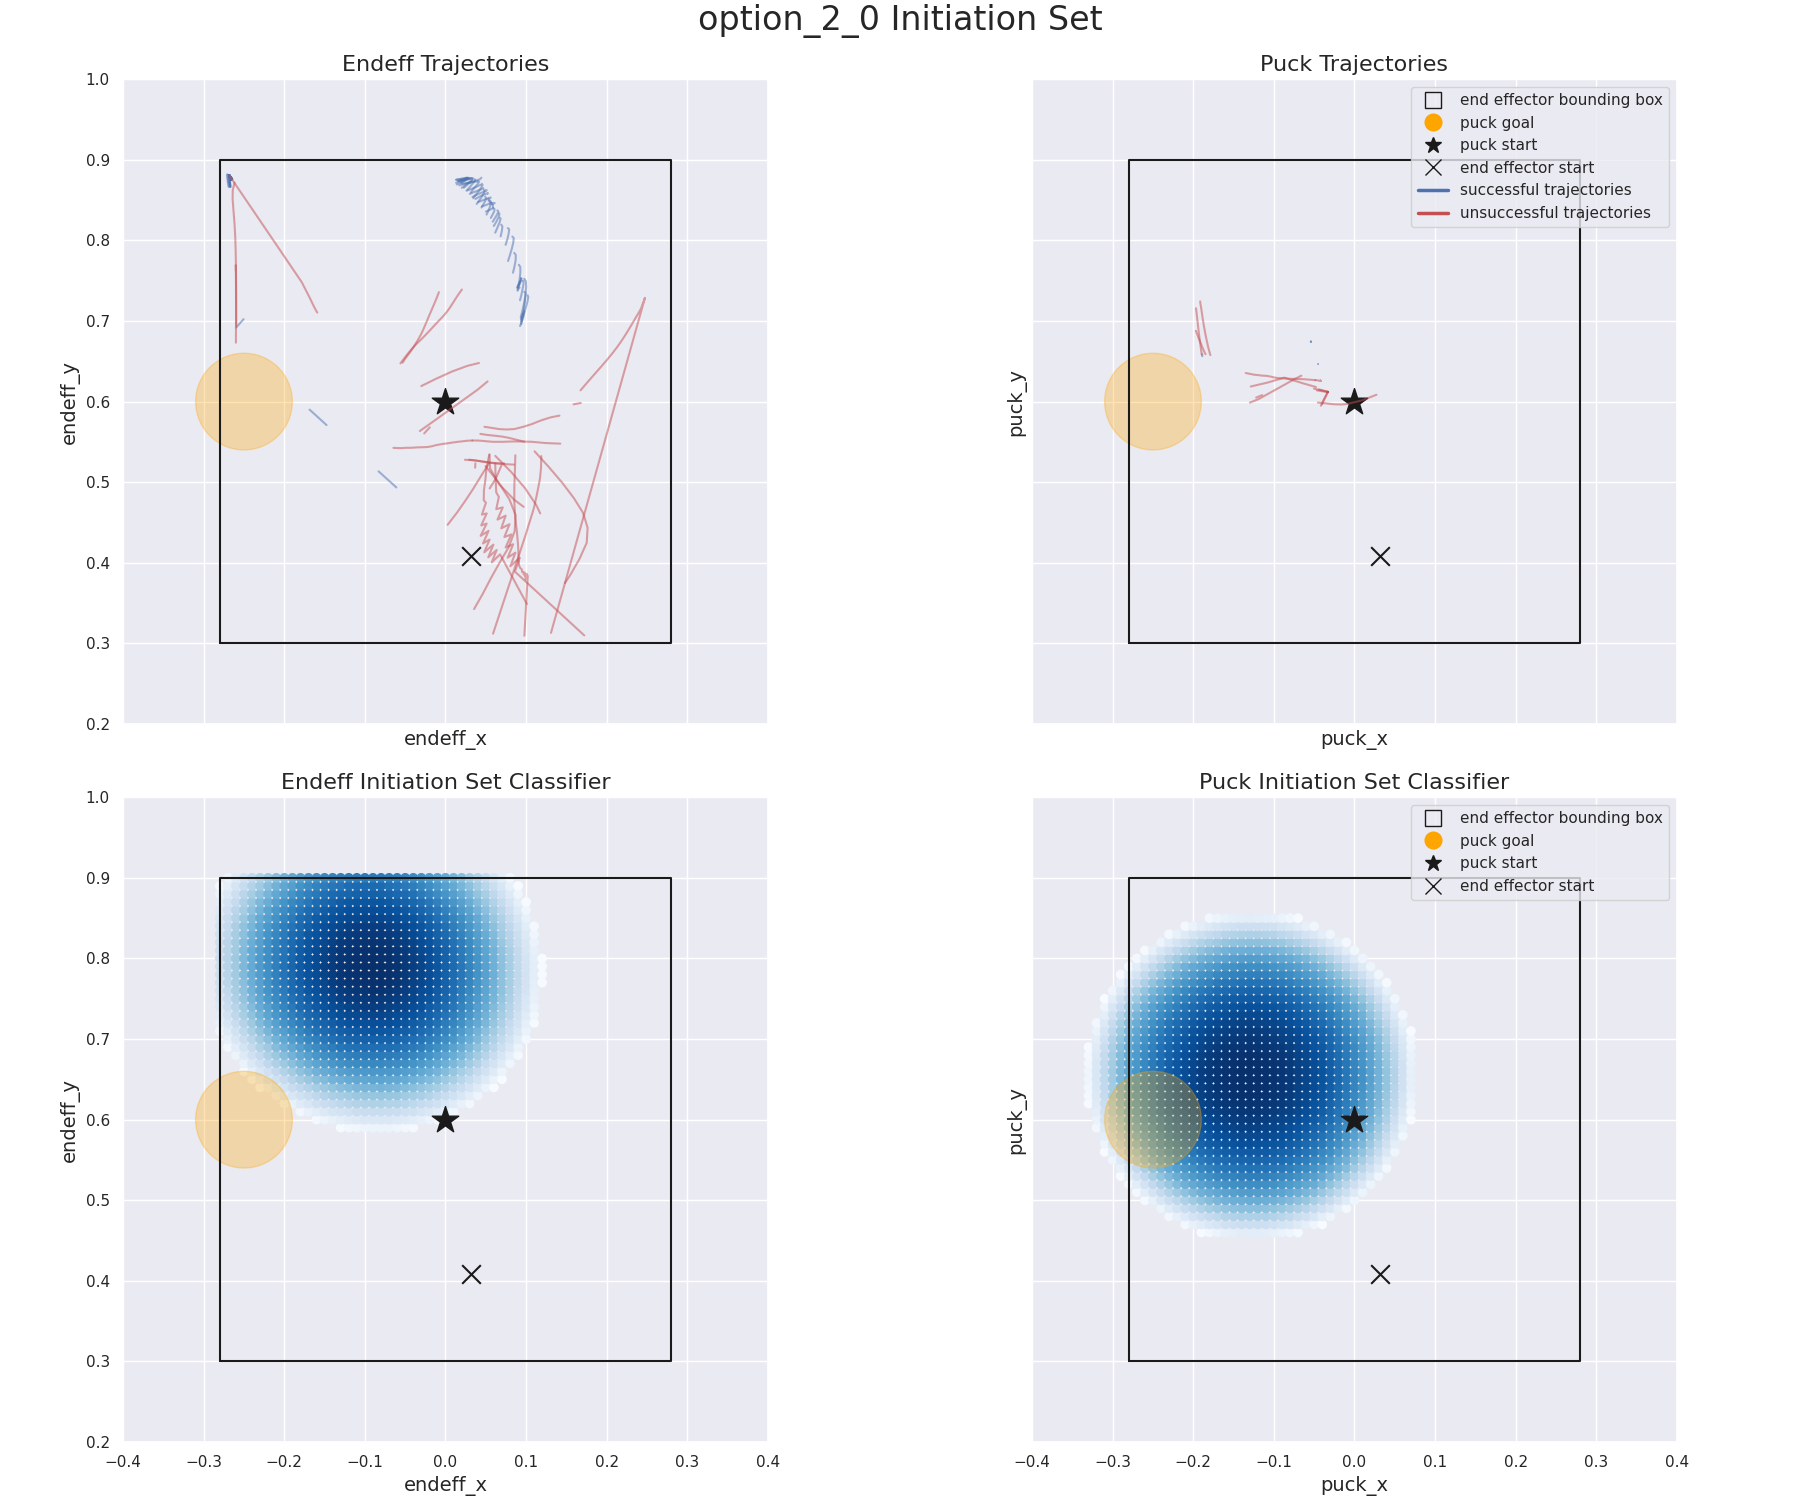 option_2_0 Initiation Set
Endeff Trajectories
1.0
0.9
0.8
0.7
0.6
0.5
0.4
0.3
0.2
endeff_y
endeff_x
Puck Trajectories
end effector bounding box
puck goal
puck start
end effector start
successful trajectories
unsuccessful trajectories
puck_y
puck_x
Endeff Initiation Set Classifier
1.0
0.9
0.8
0.7
0.6
0.5
0.4
0.3
0.2
endeff_y
−0.4 −0.3 −0.2 −0.1 0.0 0.1 0.2 0.3 0.4
endeff_x
Puck Initiation Set Classifier
end effector bounding box
puck goal
puck start
end effector start
puck_y
−0.4 −0.3 −0.2 −0.1 0.0 0.1 0.2 0.3 0.4
puck_x